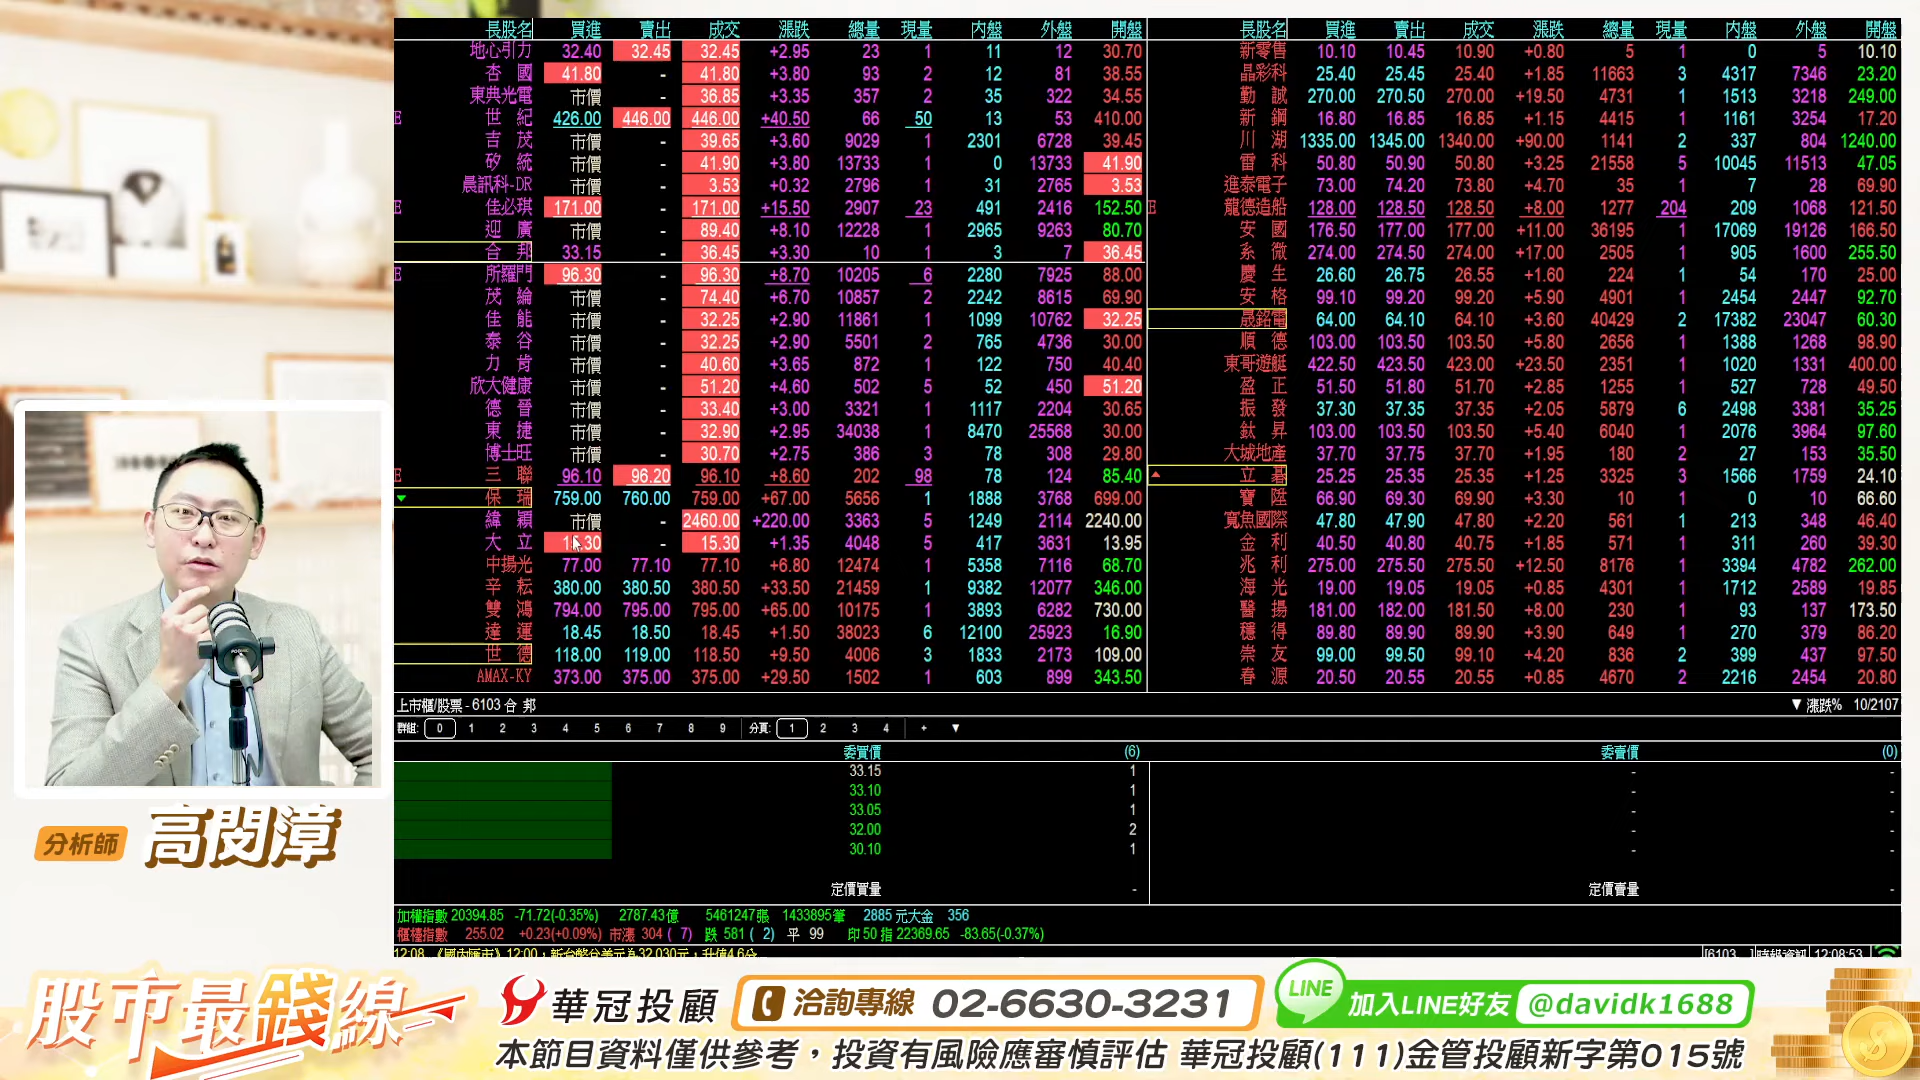 長股名 買進 賣出 成交 漲跌 總量 現量 內盤 外盤 開盤 長股名 買進 賣出 成交 漲跌 總量 現量 內盤 外盤 開盤
地心引力 32.40 32.45 32.45 +2.95 23 1 11 12 30.70 新零售 10.10 10.45 10.90 +0.80 5 1 0 5 10.10
杏國 41.80 - 41.80 +3.80 93 2 12 81 38.55 晶彩科 25.40 25.45 25.40 +1.85 11663 3 4317 7346 23.20
東典光電 市價 - 36.85 +3.35 357 2 35 322 34.55 勤誠 270.00 270.50 270.00 +19.50 4731 1 1513 3218 249.00
E 世紀 426.00 446.00 446.00 +40.50 66 50 13 53 410.00 新鋼 16.80 16.85 16.85 +1.15 4415 1 1161 3254 17.20
吉茂 市價 - 39.65 +3.60 9029 1 2301 6728 39.45 川湖 1335.00 1345.00 1340.00 +90.00 1141 2 337 804 1240.00
矽統 市價 - 41.90 +3.80 13733 1 0 13733 41.90 雷科 50.80 50.90 50.80 +3.25 21558 5 10045 11513 47.05
晨訊科-DR 市價 - 3.53 +0.32 2796 1 31 2765 3.53 進泰電子 73.00 74.20 73.80 +4.70 35 1 7 28 69.90
E 佳必琪 171.00 - 171.00 +15.50 2907 23 491 2416 152.50 E 龍德造船 128.00 128.50 128.50 +8.00 1277 204 209 1068 121.50
迎廣 市價 - 89.40 +8.10 12228 1 2965 9263 80.70 安國 176.50 177.00 177.00 +11.00 36195 1 17069 19126 166.50
合邦 33.15 - 36.45 +3.30 10 1 3 7 36.45 系微 274.00 274.50 274.00 +17.00 2505 1 905 1600 255.50
E 所羅門 96.30 - 96.30 +8.70 10205 6 2280 7925 88.00 慶生 26.60 26.75 26.55 +1.60 224 1 54 170 25.00
茂綸 市價 - 74.40 +6.70 10857 2 2242 8615 69.90 安格 99.10 99.20 99.20 +5.90 4901 1 2454 2447 92.70
佳能 市價 - 32.25 +2.90 11861 1 1099 10762 32.25 晟銘電 64.00 64.10 64.10 +3.60 40429 2 17382 23047 60.30
泰谷 市價 - 32.25 +2.90 5501 2 765 4736 30.00 順德 103.00 103.50 103.50 +5.80 2656 1 1388 1268 98.90
力肯 市價 - 40.60 +3.65 872 1 122 750 40.40 東哥遊艇 422.50 423.50 423.00 +23.50 2351 1 1020 1331 400.00
欣大健康 市價 - 51.20 +4.60 502 5 52 450 51.20 盈正 51.50 51.80 51.70 +2.85 1255 1 527 728 49.50
德晉 市價 - 33.40 +3.00 3321 1 1117 2204 30.65 振發 37.30 37.35 37.35 +2.05 5879 6 2498 3381 35.25
東捷 市價 - 32.90 +2.95 34038 1 8470 25568 30.00 鈦昇 103.00 103.50 103.50 +5.40 6040 1 2076 3964 97.60
博士旺 市價 - 30.70 +2.75 386 3 78 308 29.80 大城地產 37.70 37.75 37.70 +1.95 180 2 27 153 35.50
E 三聯 96.10 96.20 96.10 +8.60 202 98 78 124 85.40 立碁 25.25 25.35 25.35 +1.25 3325 3 1566 1759 24.10
保瑞 759.00 760.00 759.00 +67.00 5656 1 1888 3768 699.00 寶陞 66.90 69.30 69.90 +3.30 10 1 0 10 66.60
緯穎 市價 - 2460.00 +220.00 3363 5 1249 2114 2240.00 寬魚國際 47.80 47.90 47.80 +2.20 561 1 213 348 46.40
大立 15.30 - 15.30 +1.35 4048 5 417 3631 13.95 金利 40.50 40.80 40.75 +1.85 571 1 311 260 39.30
中揚光 77.00 77.10 77.10 +6.80 12474 1 5358 7116 68.70 兆利 275.00 275.50 275.50 +12.50 8176 1 3394 4782 262.00
辛耘 380.00 380.50 380.50 +33.50 21459 1 9382 12077 346.00 海光 19.00 19.05 19.05 +0.85 4301 1 1712 2589 19.85
雙鴻 794.00 795.00 795.00 +65.00 10175 1 3893 6282 730.00 醫揚 181.00 182.00 181.50 +8.00 230 1 93 137 173.50
達運 18.45 18.50 18.45 +1.50 38023 6 12100 25923 16.90 穩得 89.80 89.90 89.90 +3.90 649 1 270 379 86.20
世德 118.00 119.00 118.50 +9.50 4006 3 1833 2173 109.00 崇友 99.00 99.50 99.10 +4.20 836 2 399 437 97.50
AMAX-KY 373.00 375.00 375.00 +29.50 1502 1 603 899 343.50 春源 20.50 20.55 20.55 +0.85 4670 2 2216 2454 20.80
上市櫃/股票 - 6103 合 邦 ▼ 漲跌% 10/2107
群組: 0 1 2 3 4 5 6 7 8 9 分頁: 1 2 3 4 + ▼
委買價 (6) 委賣價 (0)
33.15 1 - -
33.10 1 - -
33.05 1 - -
32.00 2 - -
30.10 1 - -
定價買量 - 定價賣量 -
加權指數 20394.85 -71.72(-0.35%) 2787.43億 5461247張 1433895筆 2885 元大金 356
櫃檯指數 255.02 +0.23(+0.09%) 市漲 304 ( 7) 跌 581 ( 2) 平 99 印50指 22369.65 -83.65(-0.37%)
12:08 《國內匯市》12:00，新台幣兌美元為32.030元，升值4.6分 [6103 ]時報資訊 12:08:53
POD
分析師 高閔漳
股市最錢線
華冠投顧 洽詢專線 02-6630-3231 LINE 加入LINE好友 @davidk1688
本節目資料僅供參考，投資有風險應審慎評估 華冠投顧(111)金管投顧新字第015號